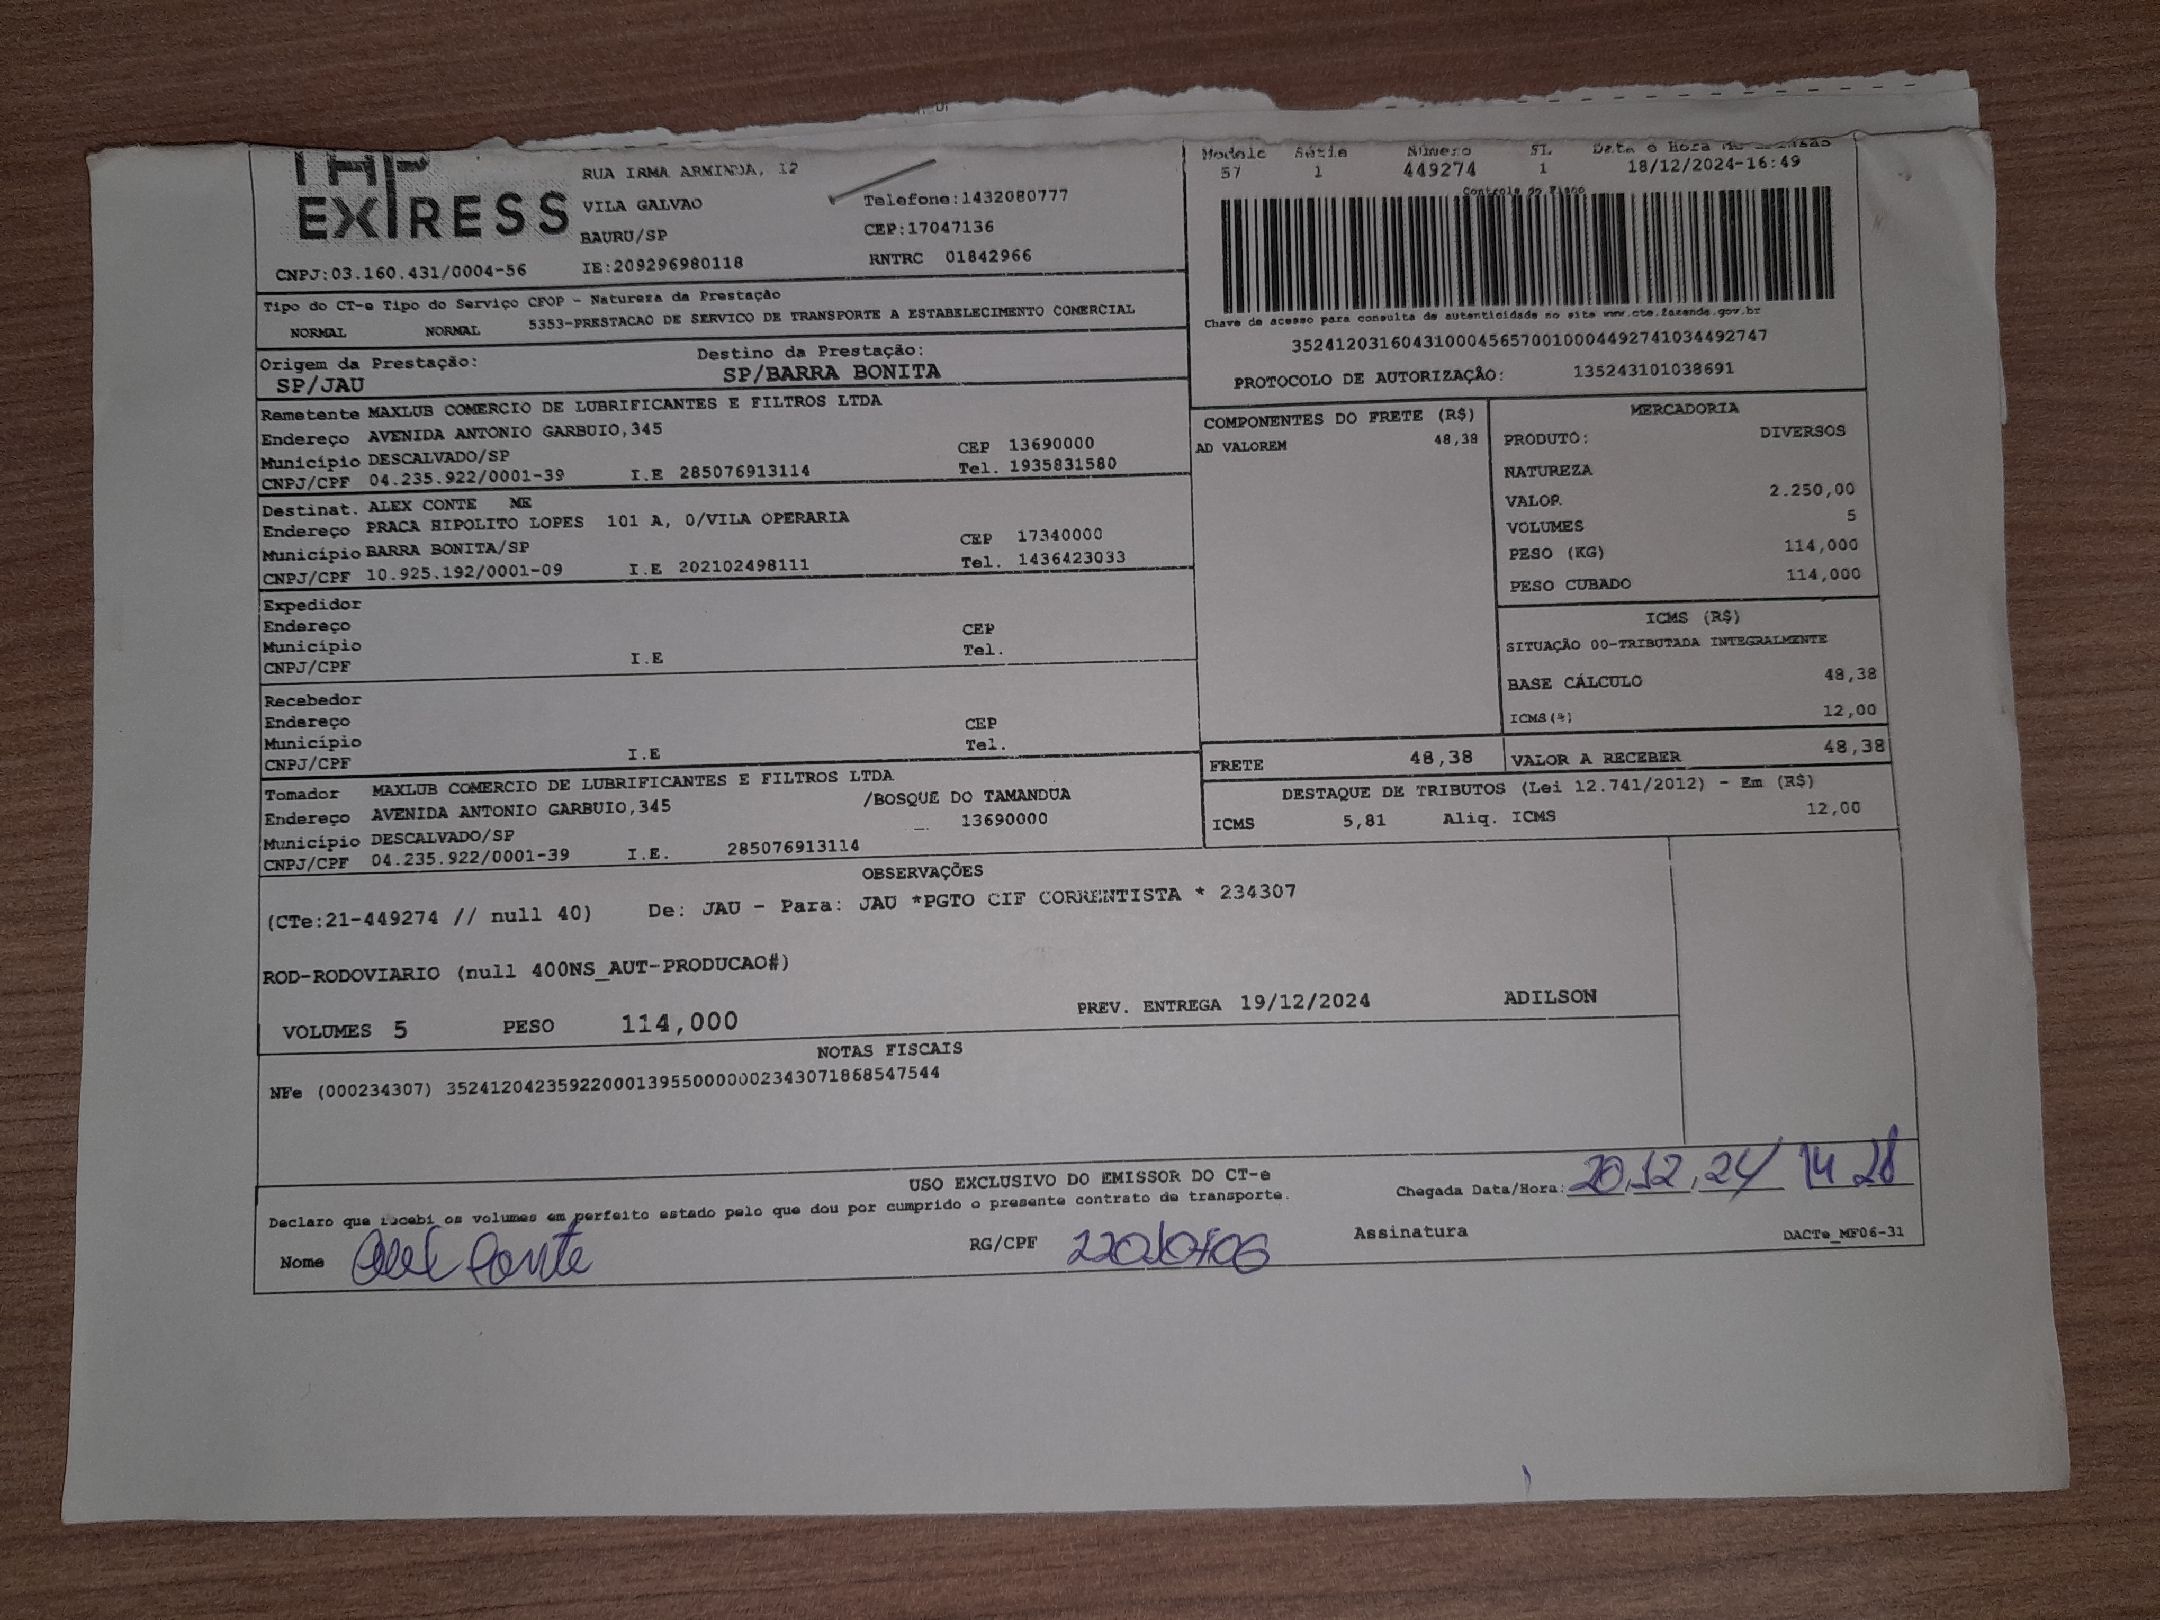 EXPRESS
RUA IRMA ARMINDA, 12
VILA GALVAO
BAURU/SP
Telefone:1432080777
CEP:17047136
CNPJ:03.160.431/0004-56 IE:209296980118 RNTRC 01842966
Modelo Série Número FL Data e Hora
57 1 449274 1 18/12/2024-16:49
Controle do Fisco
Tipo do CT-e Tipo do Serviço CFOP - Natureza da Prestação
NORMAL NORMAL 5353-PRESTACAO DE SERVICO DE TRANSPORTE A ESTABELECIMENTO COMERCIAL
Chave de acesso para consulta de autenticidade no site www.cte.fazenda.gov.br
35241203160431000456570010004492741034492747
PROTOCOLO DE AUTORIZAÇÃO: 135243101038691
Origem da Prestação: Destino da Prestação:
SP/JAU SP/BARRA BONITA
Remetente MAXLUB COMERCIO DE LUBRIFICANTES E FILTROS LTDA
Endereço AVENIDA ANTONIO GARBUIO,345
Município DESCALVADO/SP CEP 13690000
CNPJ/CPF 04.235.922/0001-39 I.E 285076913114 Tel. 1935831580
Destinat. ALEX CONTE ME
Endereço PRACA HIPOLITO LOPES 101 A, 0/VILA OPERARIA
Município BARRA BONITA/SP CEP 17340000
CNPJ/CPF 10.925.192/0001-09 I.E 202102498111 Tel. 1436423033
Expedidor
Endereço
Município CEP
CNPJ/CPF I.E Tel.
Recebedor
Endereço
Município CEP
CNPJ/CPF I.E Tel.
Tomador MAXLUB COMERCIO DE LUBRIFICANTES E FILTROS LTDA
Endereço AVENIDA ANTONIO GARBUIO,345 /BOSQUE DO TAMANDUA
Município DESCALVADO/SP 13690000
CNPJ/CPF 04.235.922/0001-39 I.E. 285076913114
COMPONENTES DO FRETE (R$)
AD VALOREM 48,38
MERCADORIA
PRODUTO: DIVERSOS
NATUREZA
VALOR 2.250,00
VOLUMES 5
PESO (KG) 114,000
PESO CUBADO 114,000
ICMS (R$)
SITUAÇÃO 00-TRIBUTADA INTEGRALMENTE
BASE CÁLCULO 48,38
ICMS(%) 12,00
FRETE 48,38 VALOR A RECEBER 48,38
DESTAQUE DE TRIBUTOS (Lei 12.741/2012) - Em (R$)
ICMS 5,81 Aliq. ICMS 12,00
OBSERVAÇÕES
(CTe:21-449274 // null 40) De: JAU - Para: JAU *PGTO CIF CORRENTISTA * 234307
ROD-RODOVIARIO (null 400NS_AUT-PRODUCAO#)
VOLUMES 5 PESO 114,000 PREV. ENTREGA 19/12/2024 ADILSON
NOTAS FISCAIS
NFe (000234307) 35241204235922000139550000002343071868547544
USO EXCLUSIVO DO EMISSOR DO CT-e
Declaro que recebi os volumes em perfeito estado pelo que dou por cumprido o presente contrato de transporte.
Chegada Data/Hora: 20.12.24 14 28
Nome Alex Conte RG/CPF Assinatura DACTe_MF06-31